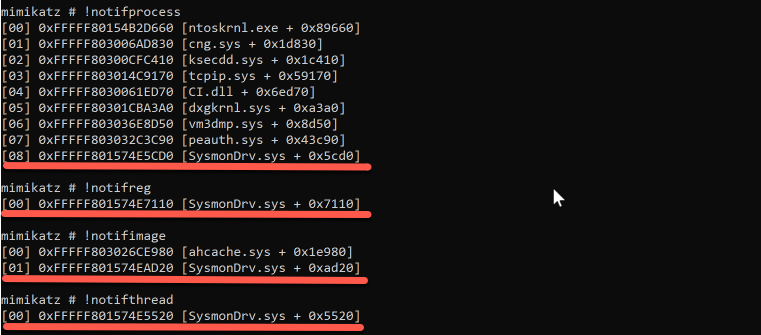 mimikatz # !notifprocess
[00] 0xFFFFF80154B2D660 [ntoskrnl.exe + 0x89660]
[01] 0xFFFFF803006AD830 [cng.sys + 0x1d830]
[02] 0xFFFFF80300CFC410 [ksecdd.sys + 0x1c410]
[03] 0xFFFFF803014C9170 [tcpip.sys + 0x59170]
[04] 0xFFFFF8030061ED70 [CI.dll + 0x6ed70]
[05] 0xFFFFF80301CBA3A0 [dxgkrnl.sys + 0xa3a0]
[06] 0xFFFFF803036E8D50 [vm3dmp.sys + 0x8d50]
[07] 0xFFFFF803032C3C90 [peauth.sys + 0x43c90]
[08] 0xFFFFF801574E5CD0 [SysmonDrv.sys + 0x5cd0]
mimikatz # !notifreg
[00] 0xFFFFF801574E7110 [SysmonDrv.sys + 0x7110]
mimikatz # !notifimage
[00] 0xFFFFF803026CE980 [ahcache.sys + 0x1e980]
[01] 0xFFFFF801574EAD20 [SysmonDrv.sys + 0xad20]
mimikatz # !notifthread
[00] 0xFFFFF801574E5520 [SysmonDrv.sys + 0x5520]